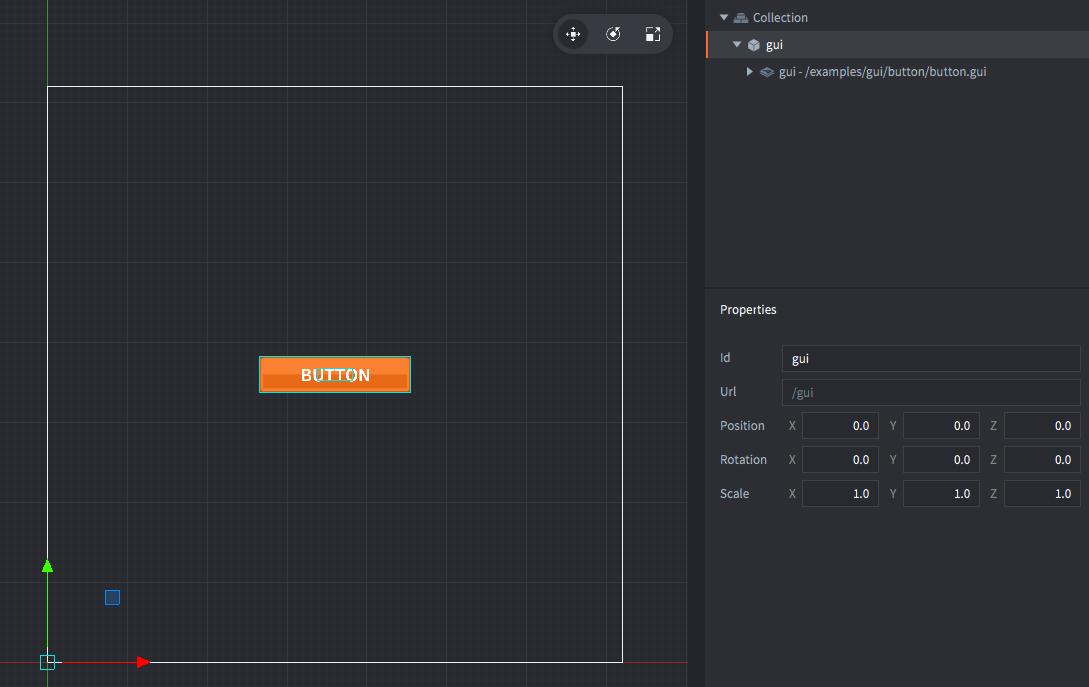 Collection
gui
gui - /examples/gui/button/button.gui
BUTTON
Properties
Id gui
Url /gui
Position X 0.0 Y 0.0 Z 0.0
Rotation X 0.0 Y 0.0 Z 0.0
Scale X 1.0 Y 1.0 Z 1.0